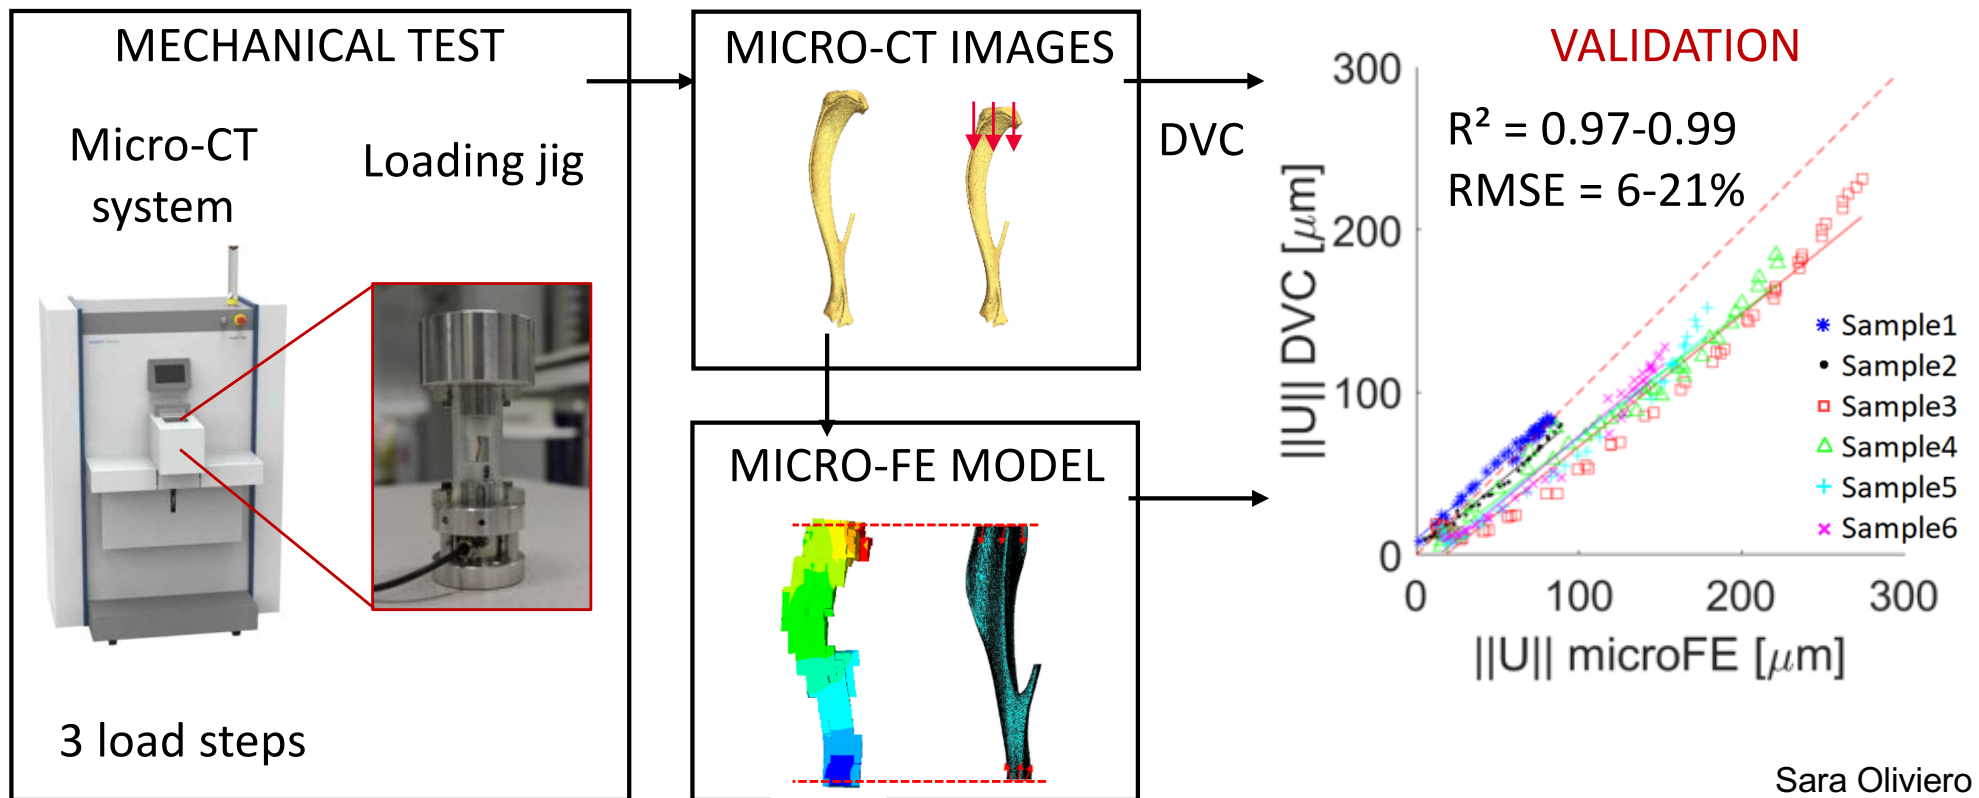 MECHANICAL TEST
Micro-CT
system
Loading jig
3 load steps
MICRO-CT IMAGES
DVC
MICRO-FE MODEL
VALIDATION
R² = 0.97-0.99
RMSE = 6-21%
||U|| DVC [μm]
300
200
100
0
0 100 200 300
||U|| microFE [μm]
Sample1
Sample2
Sample3
Sample4
Sample5
Sample6
Sara Oliviero